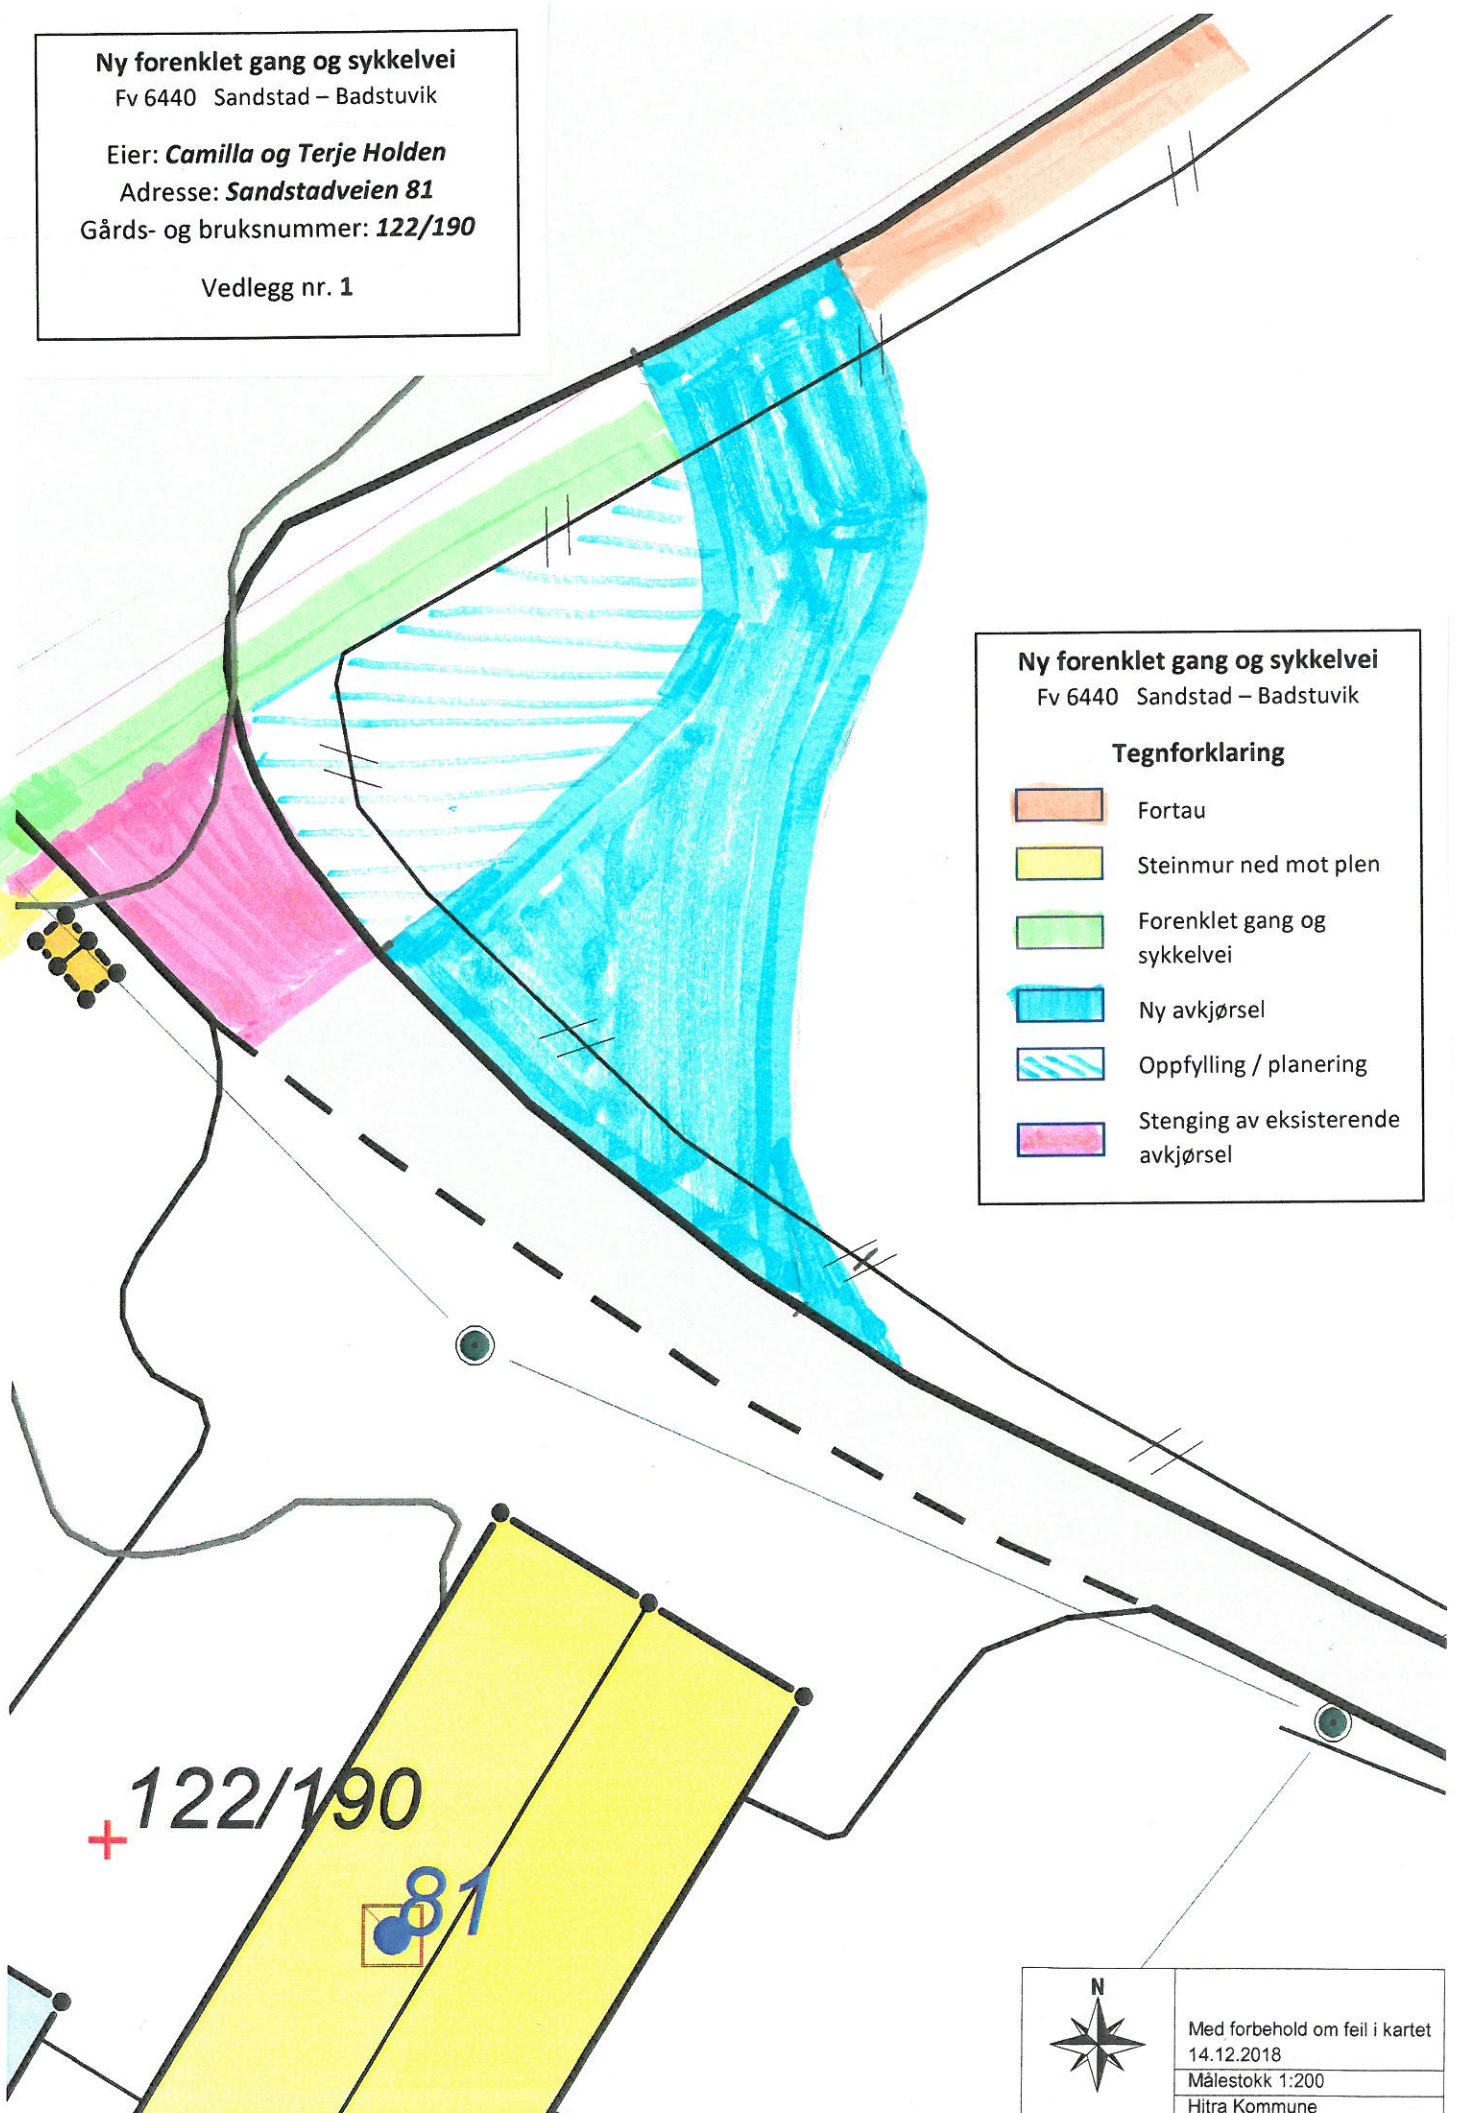 Ny forenklet gang og sykkelvei
Fv 6440 Sandstad – Badstuvik
Eier: Camilla og Terje Holden
Adresse: Sandstadveien 81
Gårds- og bruksnummer: 122/190
Vedlegg nr. 1
Ny forenklet gang og sykkelvei
Fv 6440 Sandstad – Badstuvik
Tegnforklaring
Fortau
Steinmur ned mot plen
Forenklet gang og
sykkelvei
Ny avkjørsel
Oppfylling / planering
Stenging av eksisterende
avkjørsel
122/190
81
N
Med forbehold om feil i kartet
14.12.2018
Målestokk 1:200
Hitra Kommune